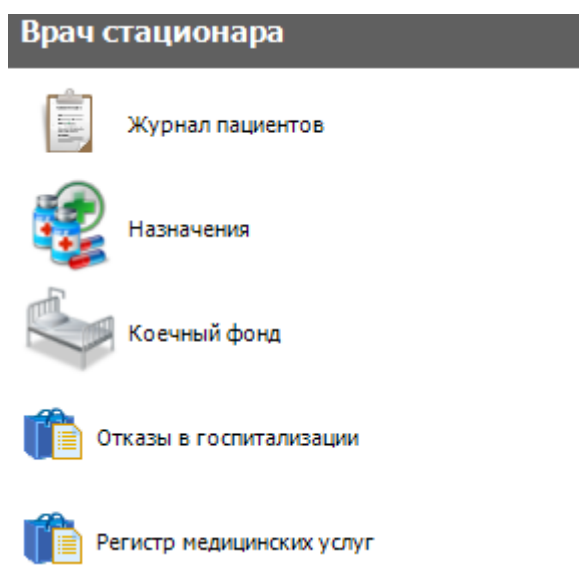 Врач стационара
Журнал пациентов
Назначения
Коечный фонд
Отказы в госпитализации
Регистр медицинских услуг